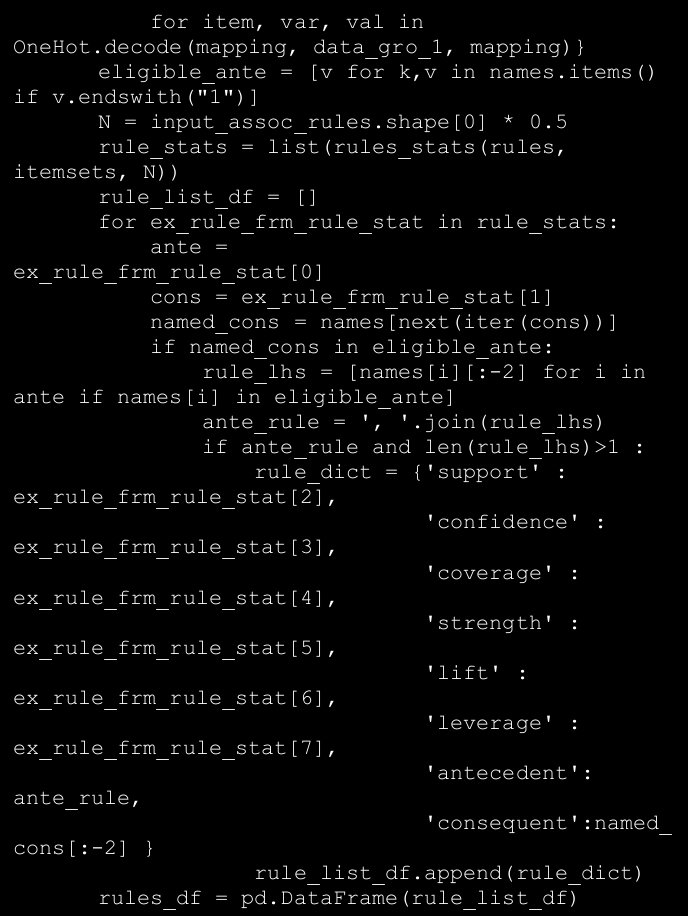 for item, var, val in
OneHot.decode(mapping, data_gro_1, mapping)}
eligible_ante = [v for k,v in names.items()
if v.endswith("1")]
N = input_assoc_rules.shape[0] * 0.5
rule_stats = list(rules_stats(rules,
itemsets, N))
rule_list_df = []
for ex_rule_frm_rule_stat in rule_stats:
ante =
ex_rule_frm_rule_stat[0]
cons = ex_rule_frm_rule_stat[1]
named_cons = names[next(iter(cons))]
if named_cons in eligible_ante:
rule_lhs = [names[i][:-2] for i in
ante if names[i] in eligible_ante]
ante_rule = ', '.join(rule_lhs)
if ante_rule and len(rule_lhs)>1 :
rule_dict = {'support' :
ex_rule_frm_rule_stat[2],
'confidence' :
ex_rule_frm_rule_stat[3],
'coverage' :
ex_rule_frm_rule_stat[4],
'strength' :
ex_rule_frm_rule_stat[5],
'lift' :
ex_rule_frm_rule_stat[6],
'leverage' :
ex_rule_frm_rule_stat[7],
'antecedent':
ante_rule,
'consequent':named_
cons[:-2] }
rule_list_df.append(rule_dict)
rules_df = pd.DataFrame(rule_list_df)